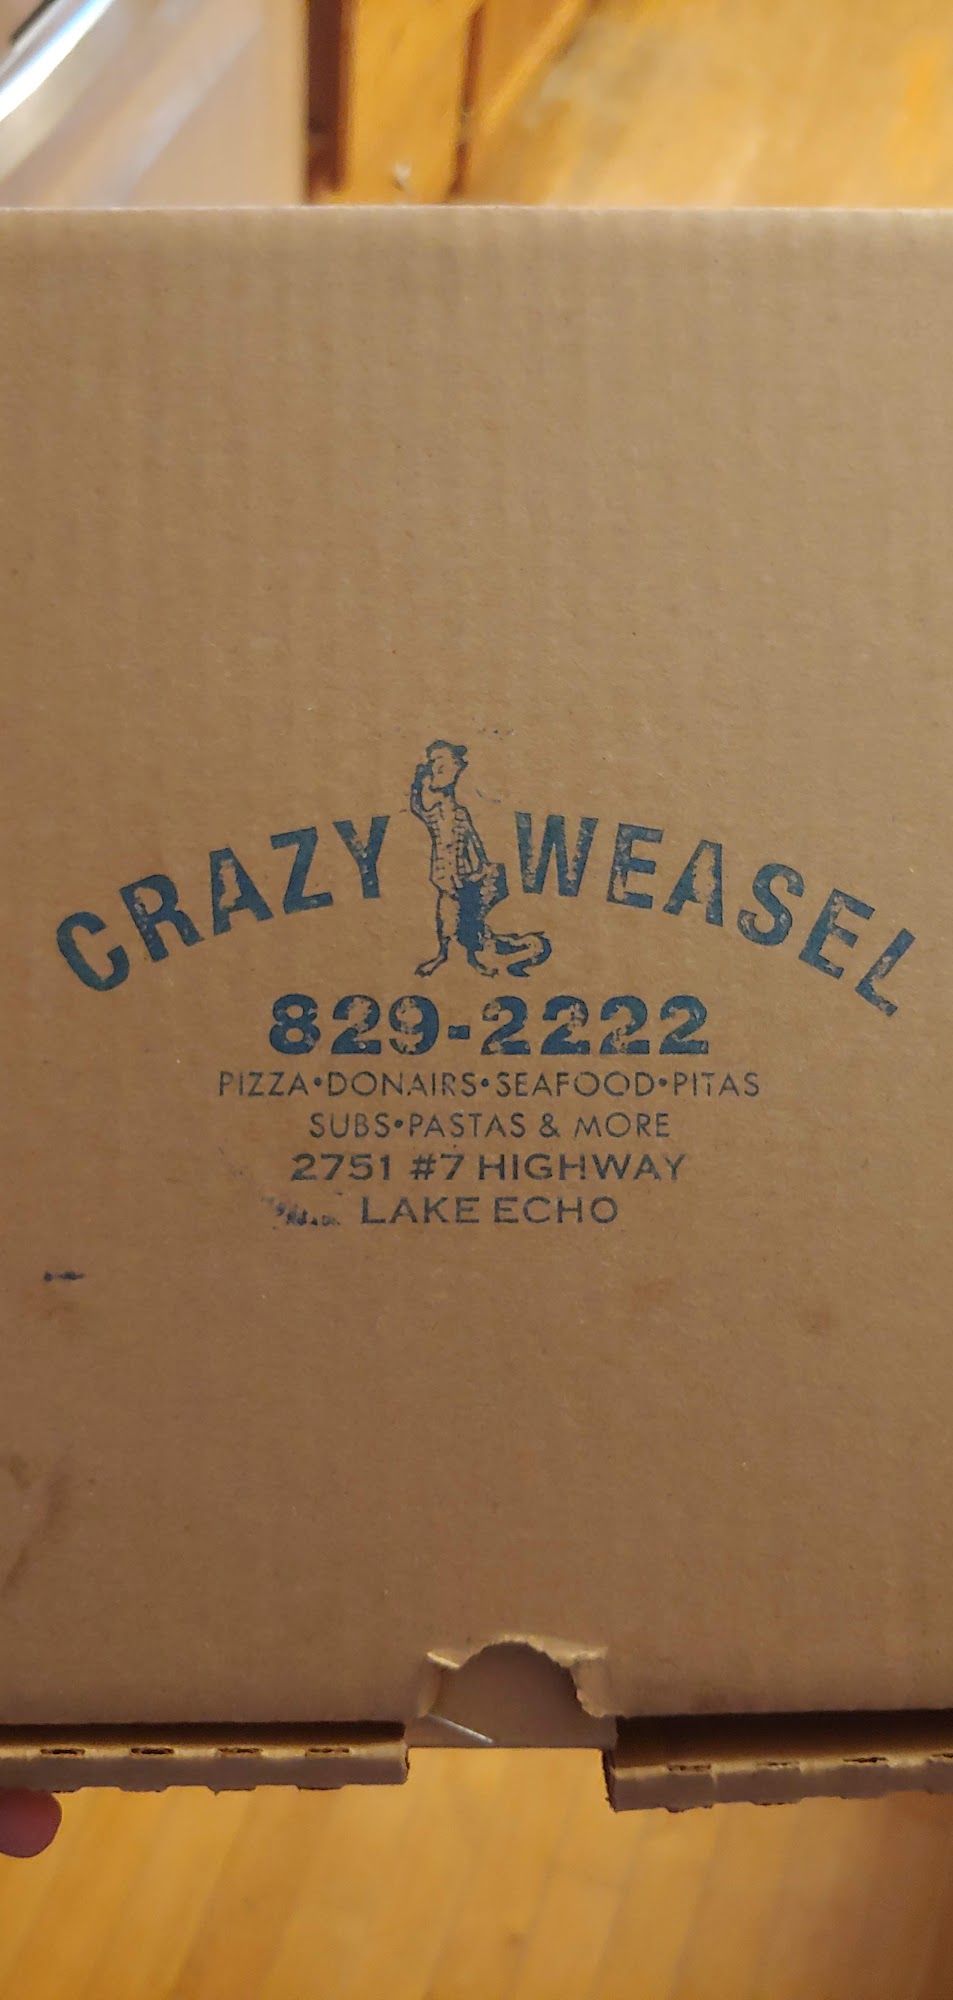 CRAZY WEASEL
829-2222
PIZZA•DONAIRS•SEAFOOD•PITAS
SUBS•PASTAS & MORE
2751 #7 HIGHWAY
LAKE ECHO